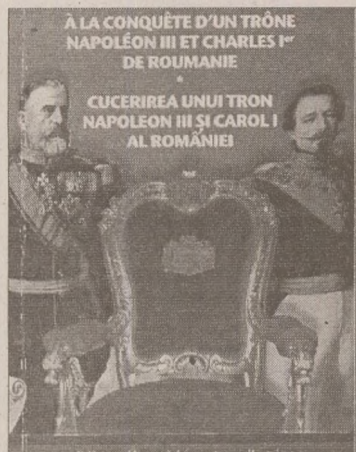 À LA CONQUÊTE D'UN TRÔNE
NAPOLÉON III ET CHARLES Iᵉʳ
DE ROUMANIE
•
CUCERIREA UNUI TRON
NAPOLEON III ȘI CAROL I
AL ROMÂNIEI